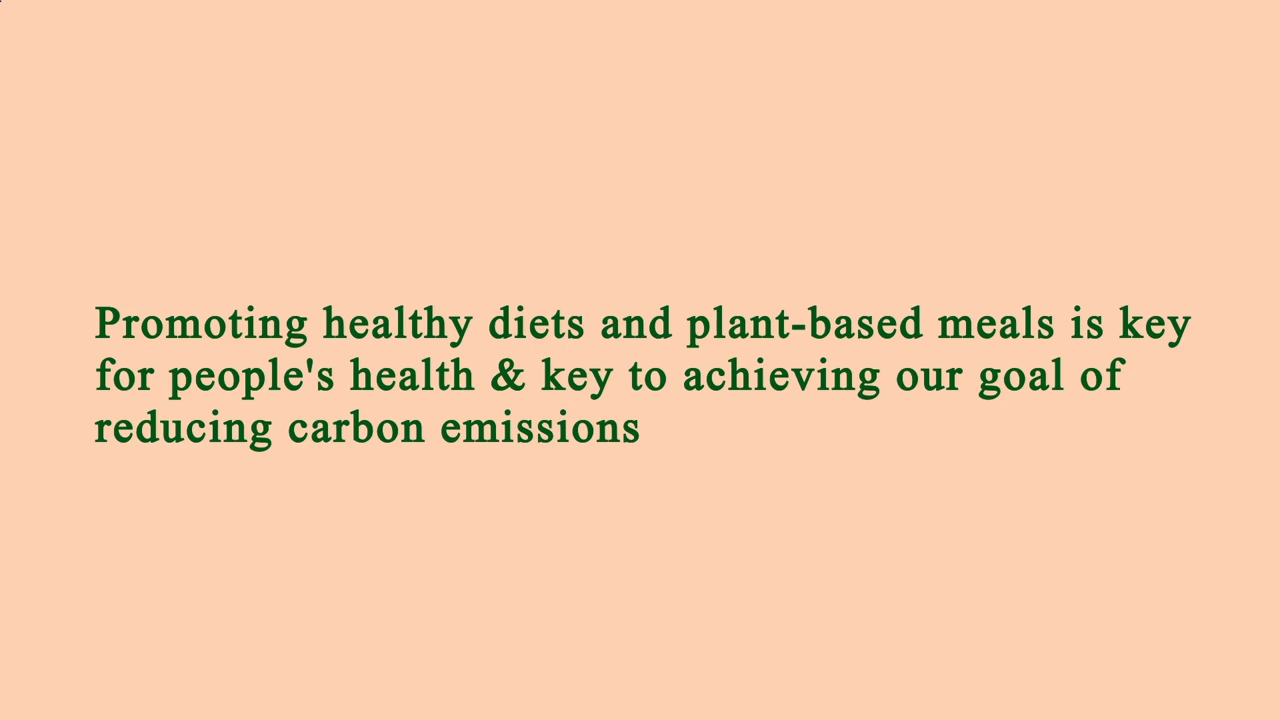 Promoting healthy diets and plant-based meals is key
for people's health & key to achieving our goal of
reducing carbon emissions